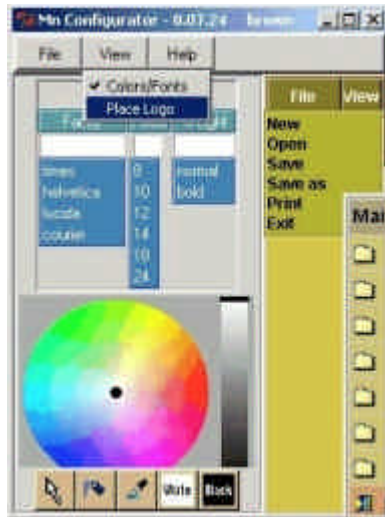 Mn Configurator - 0.07.24
File View Help
Colors/Fonts
Place Logo
times
helvetica
lucida
courier
8
10
12
14
18
24
normal
bold
White Black
File View
New
Open
Save
Save as
Print
Exit
Mar